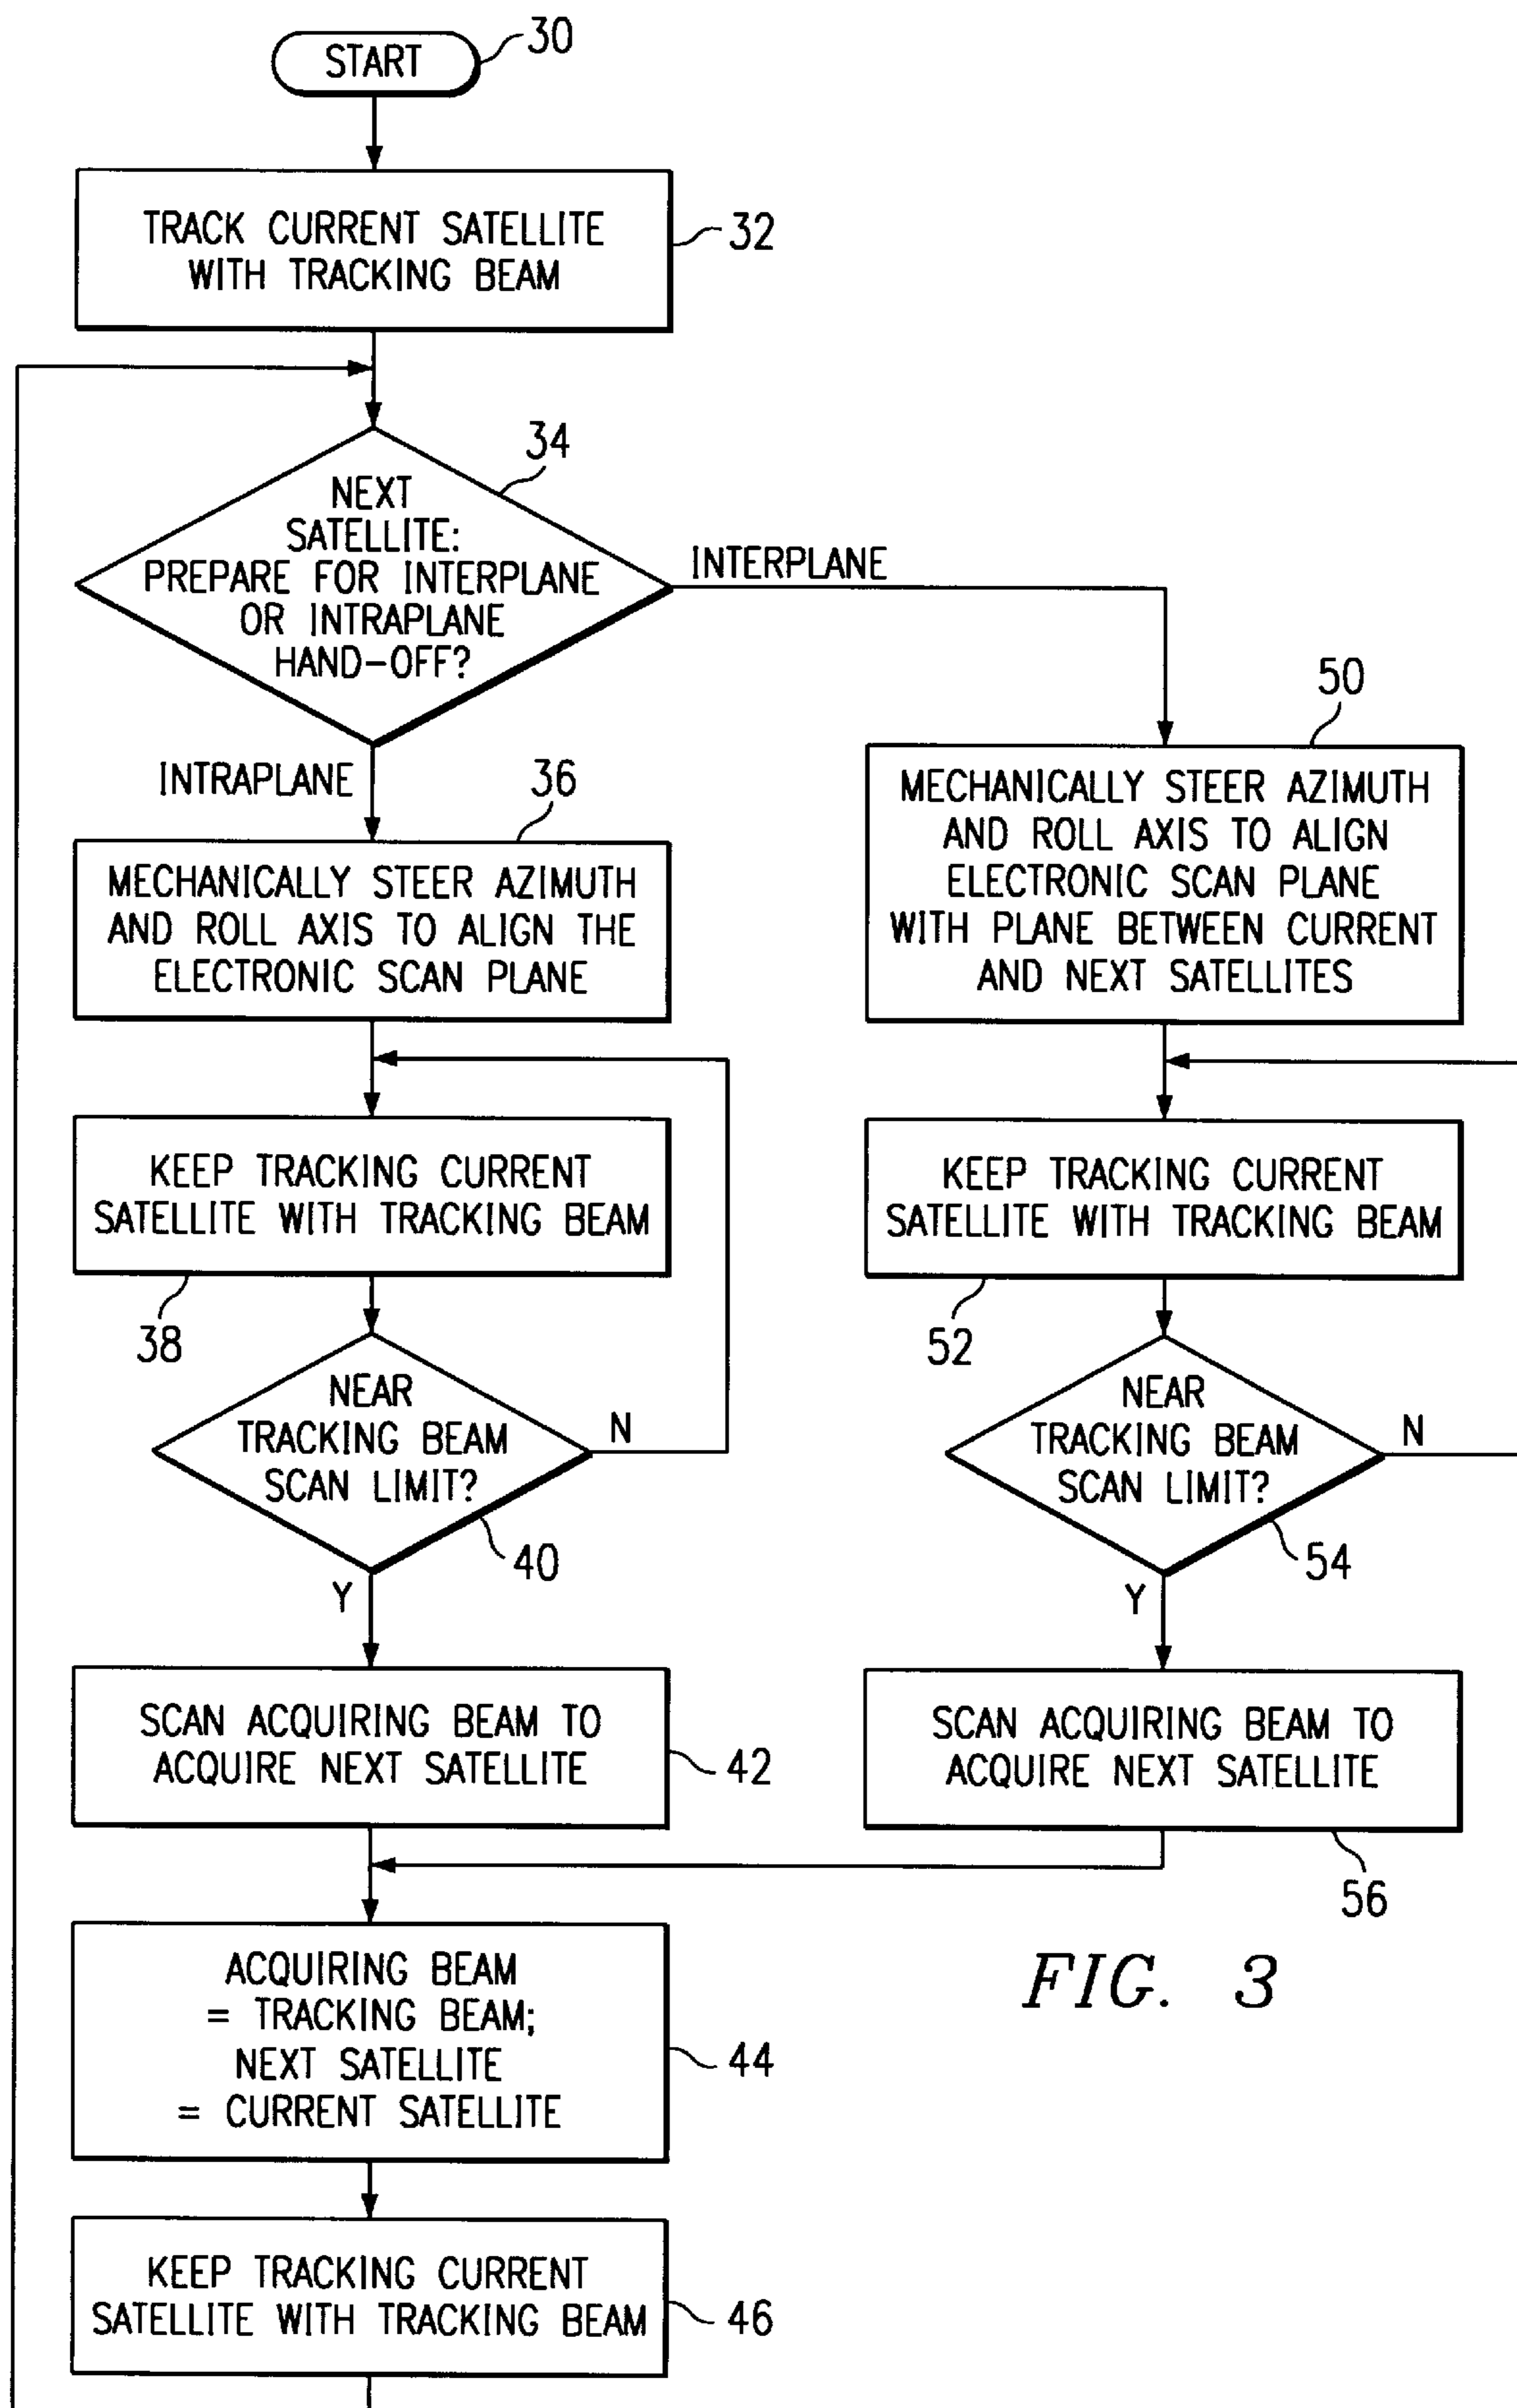 START
30
TRACK CURRENT SATELLITE
WITH TRACKING BEAM
32
34
NEXT
SATELLITE:
PREPARE FOR INTERPLANE
OR INTRAPLANE
HAND-OFF?
INTERPLANE
INTRAPLANE
36
MECHANICALLY STEER AZIMUTH
AND ROLL AXIS TO ALIGN THE
ELECTRONIC SCAN PLANE
50
MECHANICALLY STEER AZIMUTH
AND ROLL AXIS TO ALIGN
ELECTRONIC SCAN PLANE
WITH PLANE BETWEEN CURRENT
AND NEXT SATELLITES
KEEP TRACKING CURRENT
SATELLITE WITH TRACKING BEAM
38
KEEP TRACKING CURRENT
SATELLITE WITH TRACKING BEAM
52
NEAR
TRACKING BEAM
SCAN LIMIT?
N
40
Y
NEAR
TRACKING BEAM
SCAN LIMIT?
N
54
Y
SCAN ACQUIRING BEAM TO
ACQUIRE NEXT SATELLITE
42
SCAN ACQUIRING BEAM TO
ACQUIRE NEXT SATELLITE
56
ACQUIRING BEAM
= TRACKING BEAM;
NEXT SATELLITE
= CURRENT SATELLITE
44
FIG. 3
KEEP TRACKING CURRENT
SATELLITE WITH TRACKING BEAM
46